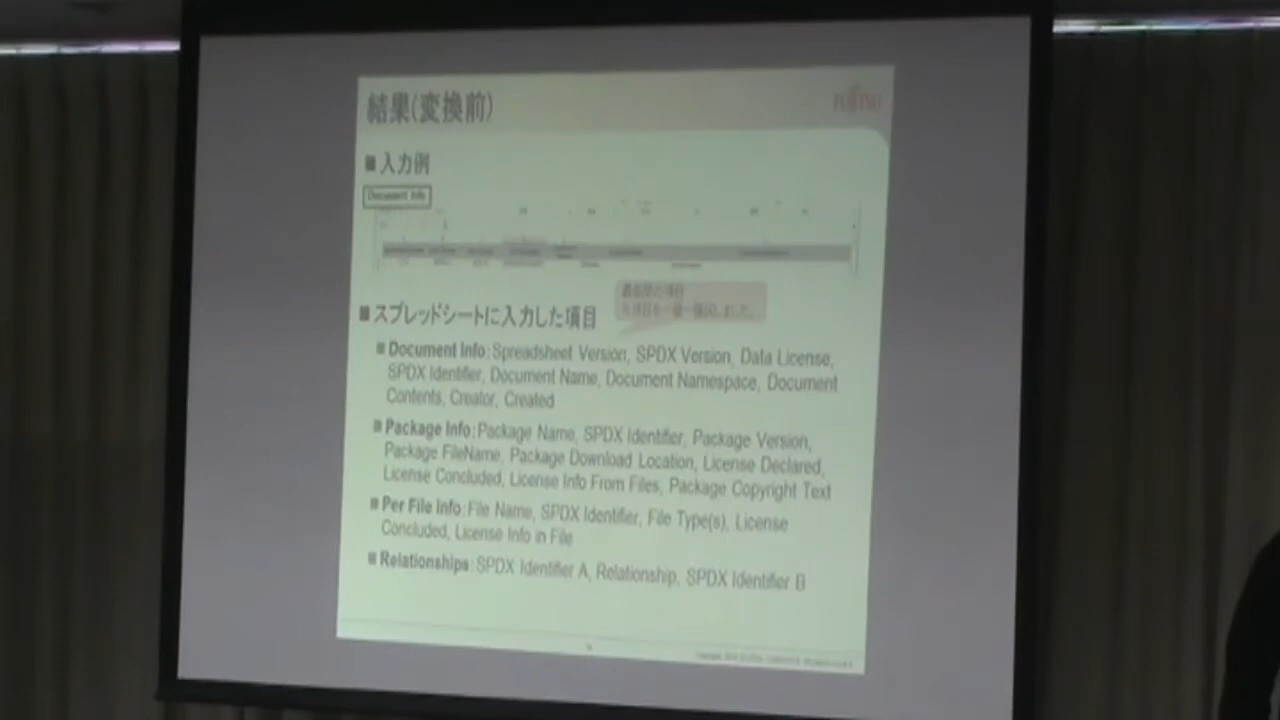 結果(変換前)
FUJITSU
■入力例
Document Info
■スプレッドシートに入力した項目
■Document Info:Spreadsheet Version, SPDX Version, Data License,
SPDX Identifier, Document Name, Document Namespace, Document
Contents, Creator, Created
■Package Info:Package Name, SPDX Identifier, Package Version,
Package FileName, Package Download Location, License Declared,
License Concluded, License Info From Files, Package Copyright Text
■Per File Info:File Name, SPDX Identifier, File Type(s), License
Concluded, License Info in File
■Relationships:SPDX Identifier A, Relationship, SPDX Identifier B